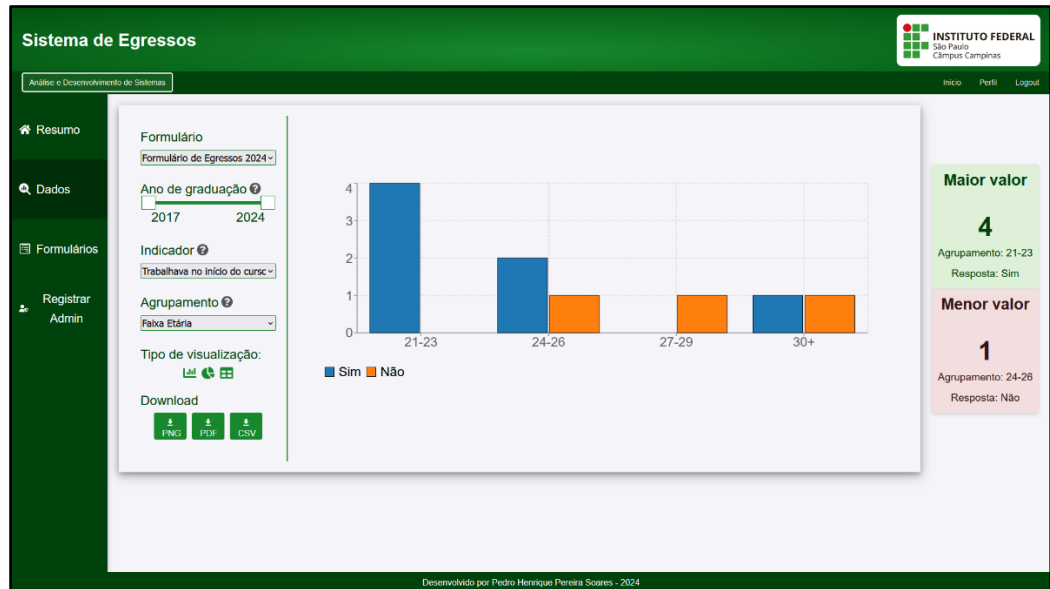 Sistema de Egressos
INSTITUTO FEDERAL
São Paulo
Câmpus Campinas
Análise e Desenvolvimento de Sistemas
Início Perfil Logout
Resumo
Dados
Formulários
Registrar
Admin
Formulário
Formulário de Egressos 2024
Ano de graduação
2017 2024
Indicador
Trabalhava no início do curso
Agrupamento
Faixa Etária
Tipo de visualização:
Download
PNG PDF CSV
4
3
2
1
0
21-23 24-26 27-29 30+
Sim Não
Maior valor
4
Agrupamento: 21-23
Resposta: Sim
Menor valor
1
Agrupamento: 24-26
Resposta: Não
Desenvolvido por Pedro Henrique Pereira Soares - 2024